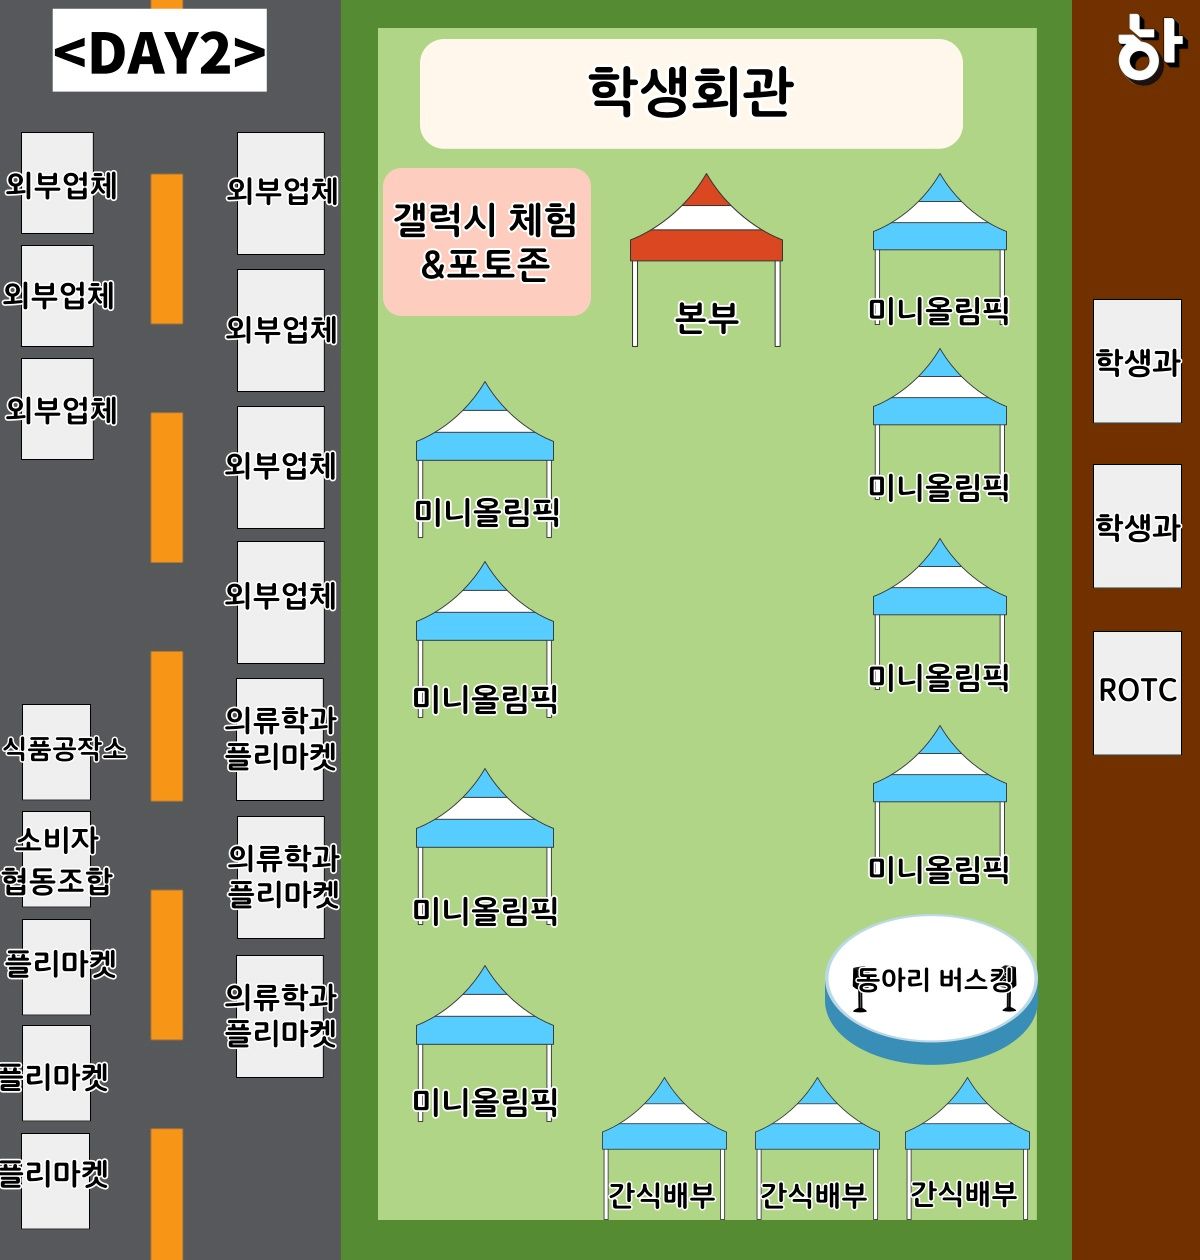 <DAY2>
하
학생회관
외부업체
외부업체
외부업체
식품공작소
소비자
협동조합
플리마켓
플리마켓
플리마켓
외부업체
외부업체
외부업체
외부업체
의류학과
플리마켓
의류학과
플리마켓
의류학과
플리마켓
갤럭시 체험
&포토존
본부
미니올림픽
미니올림픽
미니올림픽
미니올림픽
미니올림픽
미니올림픽
미니올림픽
미니올림픽
동아리 버스킹
간식배부
간식배부
간식배부
학생과
학생과
ROTC